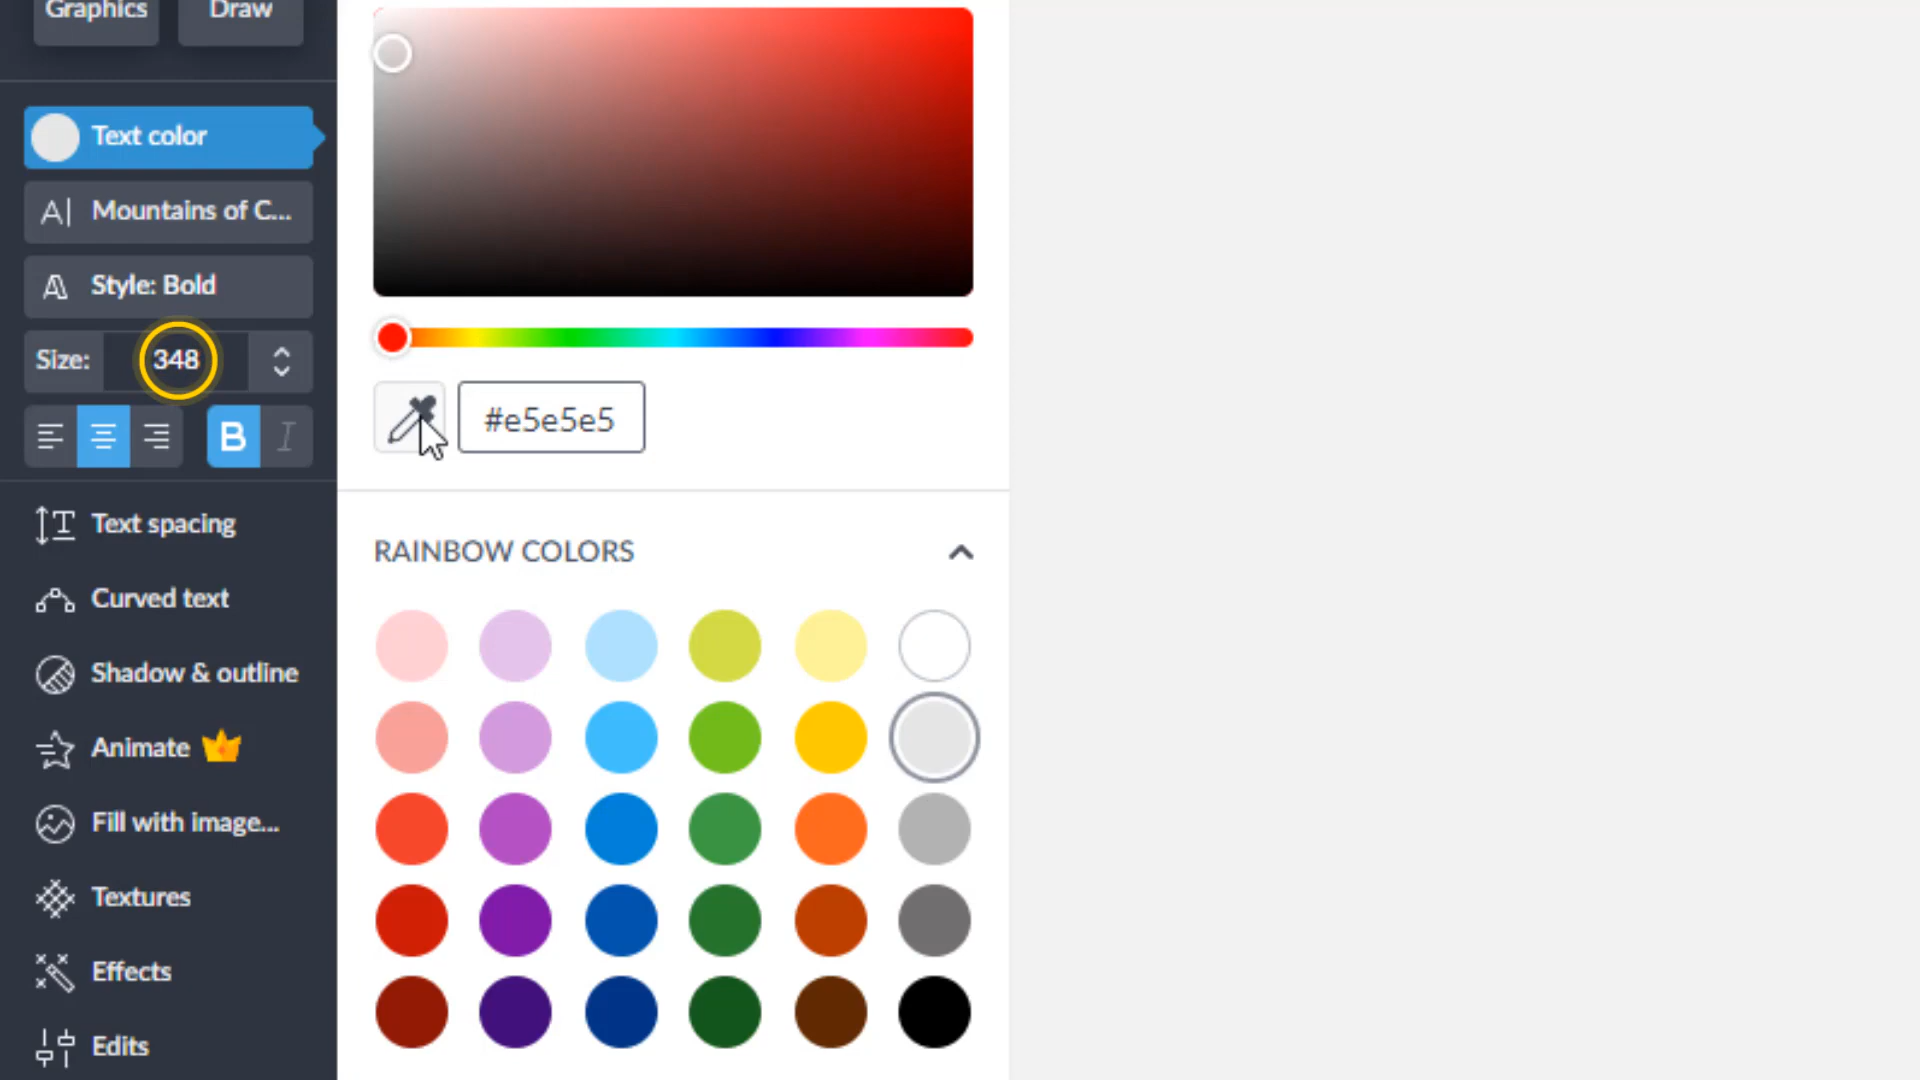 Graphics Draw
Text color
A| Mountains of C...
Style: Bold
Size: 348
B I
#e5e5e5
Text spacing
Curved text
Shadow & outline
Animate
Fill with image...
Textures
Effects
Edits
RAINBOW COLORS